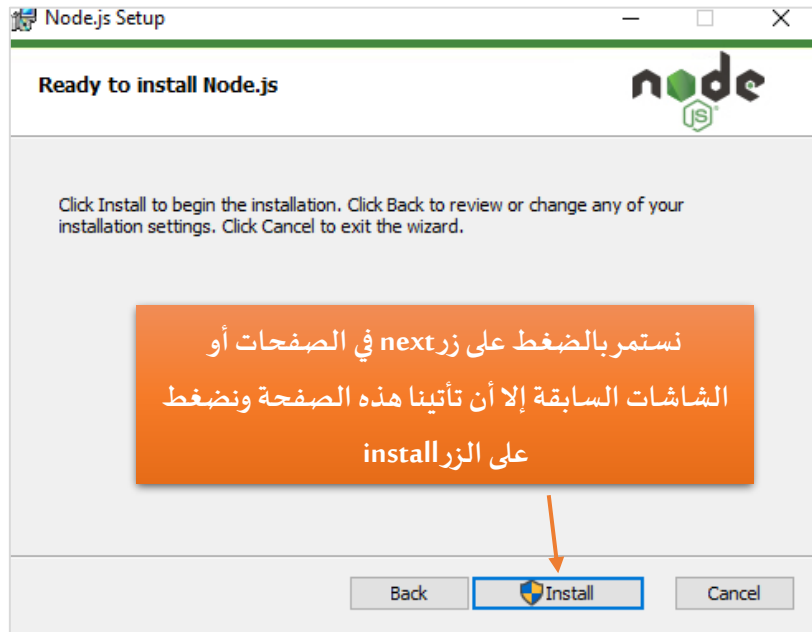 Node.js Setup
Ready to install Node.js
node
JS
Click Install to begin the installation. Click Back to review or change any of your
installation settings. Click Cancel to exit the wizard.
نستمر بالضغط على زر next في الصفحات أو
الشاشات السابقة إلا أن تأتينا هذه الصفحة ونضغط
على الزر install
Back
Install
Cancel